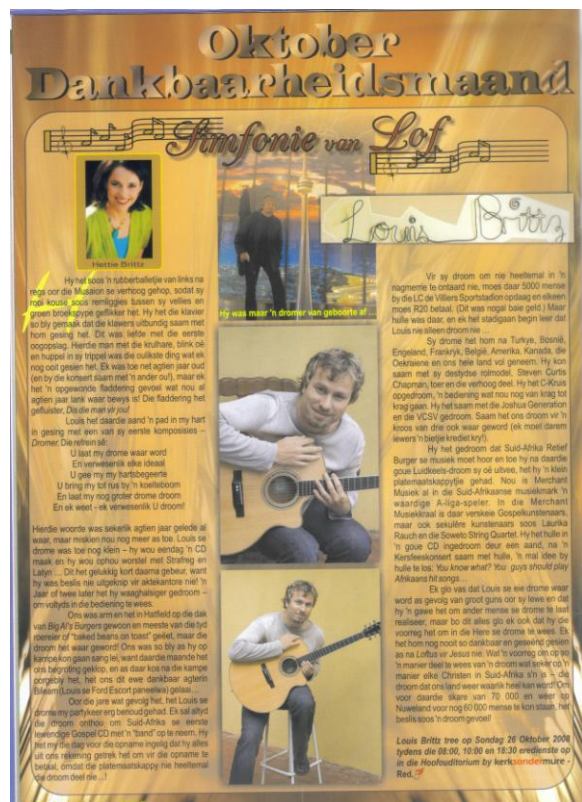 Oktober
Dankbaarheidsmaand
Simfonie van Lof
Hettie Britz
Louis Brittz
Hy was maar 'n dromer van geboorte af...
Hy het soos 'n rubberballetjie van links na
regs oor die Musaion se verhoog gehop, sodat sy
rooi kouse soos remliggies tussen sy vellies en
groen broekspype geflikker het. Hy het die klavier
so bly gemaak dat die klawers uitbundig saam met
hom gesing het. Dit was liefde met die eerste
oogopslag. Hierdie man met die krulhare, blink oë
en huppel in sy trippel was die oulikste ding wat ek
nog ooit gesien het. Ek was toe net agtien jaar oud
(en by die konsert saam met 'n ander ou!), maar ek
het 'n opgewonde fladdering gevoel wat nou al
agtien jaar lank waar bewys is! Die fladdering het
gefluister, Dis die man vir jou!
Louis het daardie aand 'n pad in my hart
in gesing met een van sy eerste komposisies –
Dromer. Die refrein sê:
U laat my drome waar word
En verwesenlik elke ideaal
U gee my my hartsbegeerte
U bring my tot rus by 'n koelteboom
En laat my nog groter drome droom
En ek weet - ek verwesenlik U droom!
Hierdie woorde was sekerlik agtien jaar gelede al
waar, maar miskien nou nog meer as toe. Louis se
drome was toe nog klein – hy wou eendag 'n CD
maak en hy wou ophou worstel met Strafreg en
Latyn ... Dit het gelukkig kort daarna gebeur, want
hy was beslis nie uitgeknip vir aktekantore nie! 'n
Jaar of twee later het hy waaghalsiger gedroom –
om voltyds in die bediening te wees.
Ons was arm en het in Hatfield op die dak
van Big Al's Burgers gewoon en meeste van die tyd
roereier of "baked beans on toast" geëet, maar die
droom het waar geword! Ons was so bly as hy op
kampe kon gaan sang lei, want daardie maande het
ons begroting geklop, en as daar kos na die kampe
oorgebly het, het ons dit ewe dankbaar agterin
Bileam (Louis se Ford Escort paneelwa) gelaai...
Oor die jare wat gevolg het, het Louis se
drome my partykeer erg benoud gehad. Ek sal altyd
die droom onthou om Suid-Afrika se eerste
lewendige Gospel CD met 'n "band" op te neem. Hy
het my die dag voor die opname ingelig dat hy alles
uit ons rekening getrek het om vir die opname te
betaal, omdat die platemaatskappy nie heeltemal
die droom deel nie...!
Vir sy droom om nie heeltemal in 'n
nagmerrie te ontaard nie, moes daar 5000 mense
by die LC de Villiers Sportstadion opdaag en elkeen
moes R20 betaal. (Dit was nogal baie geld.) Maar
hulle was daar, en ek het stadigaan begin leer dat
Louis nie alleen droom nie ...
Sy drome het hom na Turkye, Bosnië,
Engeland, Frankryk, België, Amerika, Kanada, die
Oekraïene en ons hele land vol geneem. Hy kon
saam met sy destydse rolmodel, Steven Curtis
Chapman, toer en die verhoog deel. Hy het C-Kruis
opgedroom, 'n bediening wat nou nog van krag tot
krag gaan. Hy het saam met die Joshua Generation
en die VCSV gedroom. Saam het ons droom vir 'n
kroos van drie ook waar geword (ek moet darem
iewers 'n bietjie krediet kry!).
Hy het gedroom dat Suid-Afrika Retief
Burger se musiek moet hoor en toe hy na daardie
goue Luidkeels-droom sy oë uitvee, het hy 'n klein
platemaatskappytjie gehad. Nou is Merchant
Musiek al in die Suid-Afrikaanse musiekmark 'n
waardige A-liga-speler. In die Merchant
Musiekkraal is daar verskeie Gospelkunstenaars,
maar ook sekulêre kunstenaars soos Laurika
Rauch en die Soweto String Quartet. Hy het hulle in
'n goue CD ingedroom deur een aand, na 'n
Kersfeeskonsert saam met hulle, 'n mal idee by
hulle te los: You know what? You guys should play
Afrikaans hit songs...
Ek glo vas dat Louis se eie drome waar
word as gevolg van groot guns oor sy lewe en dat
hy 'n gawe het om ander mense se drome te laat
realiseer, maar bo dit alles glo ek ook dat hy die
voorreg het om in die Here se drome te wees. Ek
het hom nog nooit so dankbaar en geseënd gesien
as na Loftus vir Jesus nie. Wat 'n voorreg om op so
'n manier deel te wees van 'n droom wat seker op 'n
manier elke Christen in Suid-Afrika s'n is – die
droom dat ons land weer waarlik heel kan word! Om
voor daardie skare van 70 000 en weer op
Nuweland voor nog 60 000 mense te kon staan, het
beslis soos 'n droom gevoel!
Louis Brittz tree op Sondag 26 Oktober 2008
tydens die 08:00, 10:00 en 18:30 eredienste op
in die Hoofouditorium by kerksondermure -
Red.